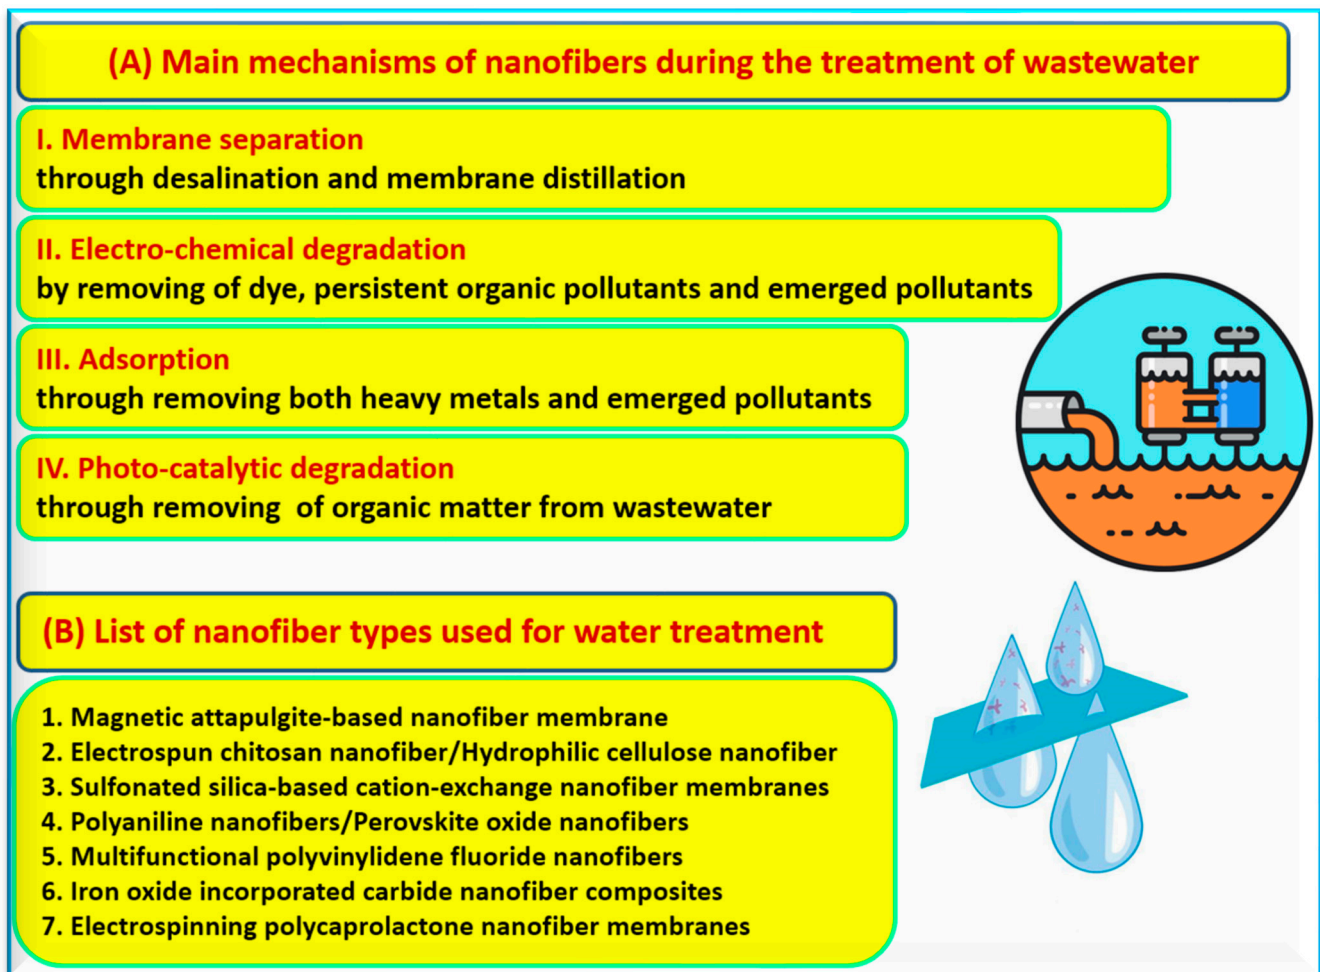 (A) Main mechanisms of nanofibers during the treatment of wastewater
I. Membrane separation
through desalination and membrane distillation
II. Electro-chemical degradation
by removing of dye, persistent organic pollutants and emerged pollutants
III. Adsorption
through removing both heavy metals and emerged pollutants
IV. Photo-catalytic degradation
through removing  of organic matter from wastewater
(B) List of nanofiber types used for water treatment
1. Magnetic attapulgite-based nanofiber membrane
2. Electrospun chitosan nanofiber/Hydrophilic cellulose nanofiber
3. Sulfonated silica-based cation-exchange nanofiber membranes
4. Polyaniline nanofibers/Perovskite oxide nanofibers
5. Multifunctional polyvinylidene fluoride nanofibers
6. Iron oxide incorporated carbide nanofiber composites
7. Electrospinning polycaprolactone nanofiber membranes